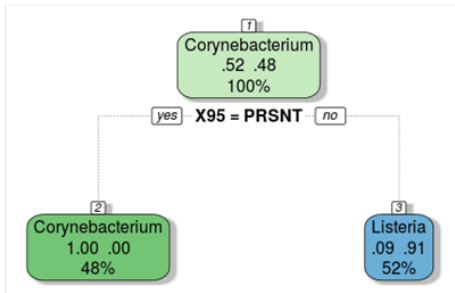 1
Corynebacterium
.52 .48
100%
yes X95 = PRSNT no
2
Corynebacterium
1.00 .00
48%
3
Listeria
.09 .91
52%